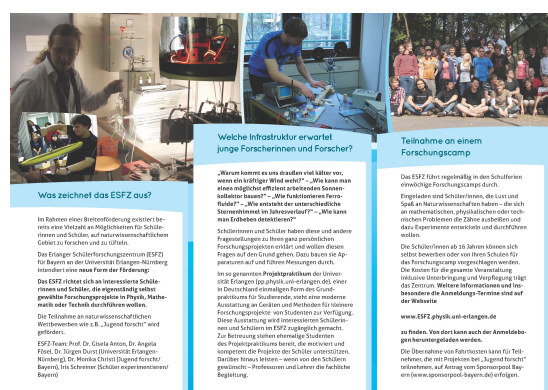 Was zeichnet das ESFZ aus?
Im Rahmen einer Breitenförderung existiert be-
reits eine Vielzahl an Möglichkeiten für Schüle-
rinnen und Schüler, auf naturwissenschaftlichem
Gebiet zu forschen und zu tüfteln.
Das Erlanger Schülerforschungszentrum (ESFZ)
für Bayern an der Universität Erlangen-Nürnberg
intendiert eine neue Form der Förderung:
Das ESFZ richtet sich an interessierte Schüle-
rinnen und Schüler, die eigenständig selbst
gewählte Forschungsprojekte in Physik, Mathe-
matik oder Technik durchführen wollen.
Die Teilnahme an naturwissenschaftlichen
Wettbewerben wie z.B. „Jugend forscht" wird
gefördert.
ESFZ-Team: Prof. Dr. Gisela Anton, Dr. Angela
Fösel, Dr. Jürgen Durst (Universität Erlangen-
Nürnberg), Dr. Monika Christl (Jugend forscht/
Bayern), Iris Schreiner (Schüler experimentieren/
Bayern)
Welche Infrastruktur erwartet
junge Forscherinnen und Forscher?
„Warum kommt es uns draußen viel kälter vor,
wenn ein kräftiger Wind weht?" – „Wie kann man
einen möglichst effizient arbeitenden Sonnen-
kollektor bauen?" – „Wie funktionieren Ferro-
fluide?" – „Wie entsteht der unterschiedliche
Sternenhimmel im Jahresverlauf?" – „Wie kann
man Erdbeben detektieren?"
Schülerinnen und Schüler haben diese und andere
Fragestellungen zu ihren ganz persönlichen
Forschungsprojekten erklärt und wollen diesen
Fragen auf den Grund gehen. Dazu bauen sie Ap-
paraturen auf und führen Messungen durch.
Im so genannten Projektpraktikum der Univer-
sität Erlangen (pp.physik.uni-erlangen.de), einer
in Deutschland einmaligen Form des Grund-
praktikums für Studierende, steht eine moderne
Ausstattung an Geräten und Methoden für kleinere
Forschungsprojekte von Studenten zur Verfügung.
Diese Ausstattung wird interessierten Schülerin-
nen und Schülern im ESFZ zugänglich gemacht.
Zur Betreuung stehen ehemalige Studenten
des Projektpraktikums bereit, die motiviert und
kompetent die Projekte der Schüler unterstützen.
Darüber hinaus leisten – wenn von den Schülern
gewünscht – Professoren und Lehrer die fachliche
Begleitung.
Teilnahme an einem
Forschungscamp
Das ESFZ führt regelmäßig in den Schulferien
einwöchige Forschungscamps durch.
Eingeladen sind Schüler/innen, die Lust und
Spaß an Naturwissenschaften haben – die sich
an mathematischen, physikalischen oder tech-
nischen Problemen die Zähne ausbeißen und
dazu Experimente entwickeln und durchführen
wollen.
Die Schüler/innen ab 16 Jahren können sich
selbst bewerben oder von ihren Schulen für
das Forschungscamp vorgeschlagen werden.
Die Kosten für die gesamte Veranstaltung
inklusive Unterbringung und Verpflegung trägt
das Zentrum. Weitere Informationen und Ins-
besondere die Anmeldungs-Termine sind auf
der Webseite
www.ESFZ.physik.uni-erlangen.de
zu finden. Von dort kann auch der Anmeldebo-
gen heruntergeladen werden.
Die Übernahme von Fahrtkosten kann für Teil-
nehmer, die mit Projekten bei „Jugend forscht"
teilnehmen, auf Antrag vom Sponsorpool Bay-
ern (www.sponsorpool-bayern.de) erfolgen.